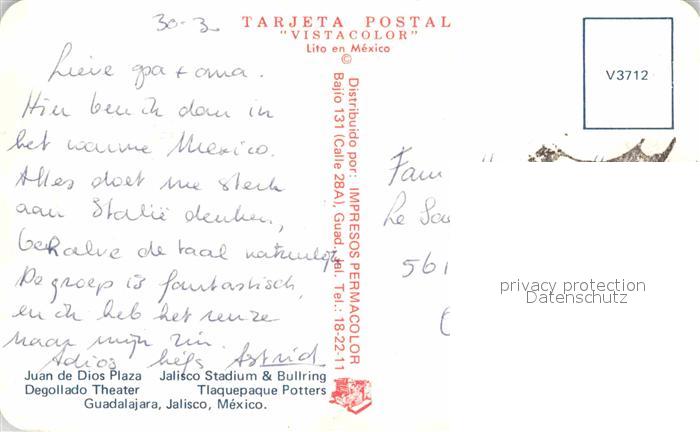 30-3
TARJETA POSTAL
"VISTACOLOR"
Lito en México
©
V3712
Lieve opa + oma.
Hier ben ik dan in
het warme Mexico.
Alles doet me sterk
aan Italië denken,
behalve de taal natuurlijk
De groep is fantastisch,
en ik heb het reuze
naar mijn zin.
Adios liefs Astrid
Distribuido por: IMPRESOS PERMACOLOR
Bajío 131 (Calle 28A), Guad. Jal. Tel.: 18-22-11
Fam
Le
561
privacy protection
Datenschutz
Juan de Dios Plaza Jalisco Stadium & Bullring
Degollado Theater Tlaquepaque Potters
Guadalajara, Jalisco, México.